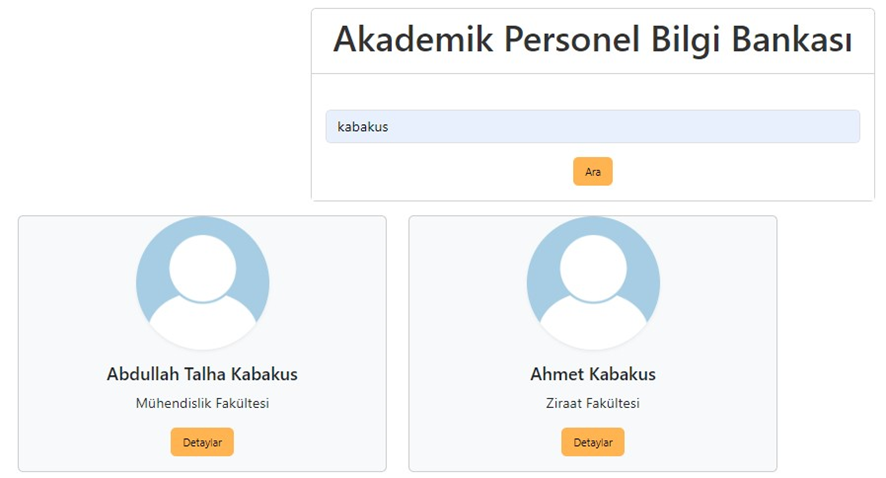 Akademik Personel Bilgi Bankası
kabakus
Ara
Abdullah Talha Kabakus
Mühendislik Fakültesi
Detaylar
Ahmet Kabakus
Ziraat Fakültesi
Detaylar